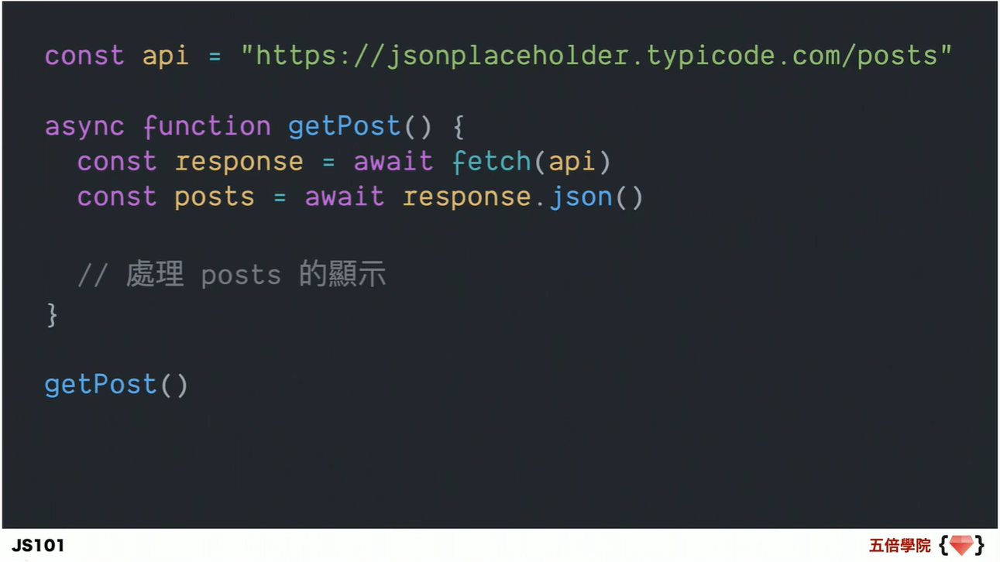 const api = "https://jsonplaceholder.typicode.com/posts"
async function getPost() {
  const response = await fetch(api)
  const posts = await response.json()
  // 處理 posts 的顯示
}
getPost()
JS101
五倍學院 { }